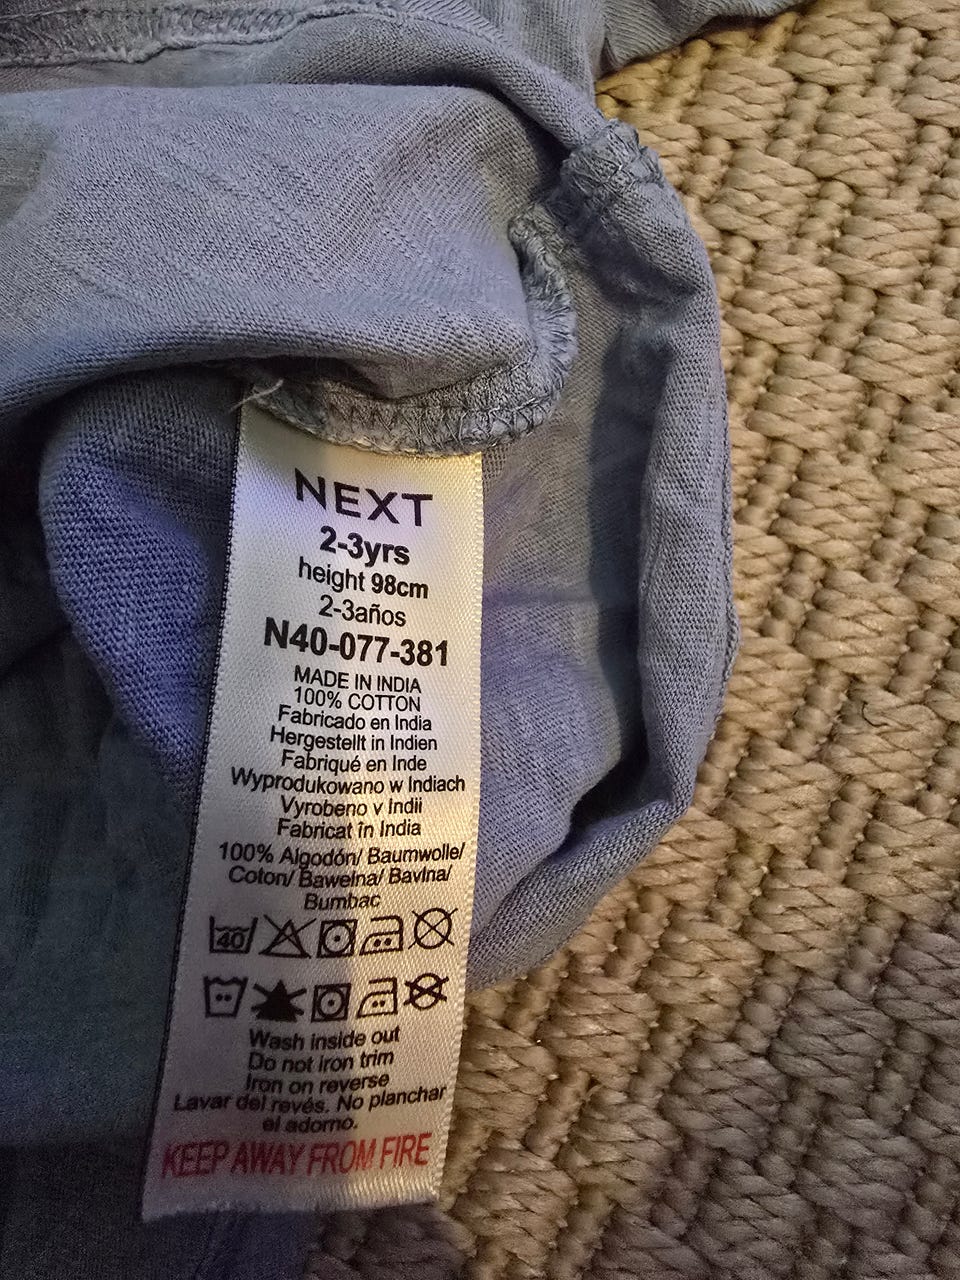 NEXT
2-3yrs
height 98cm
2-3años
N40-077-381
MADE IN INDIA
100% COTTON
Fabricado en India
Hergestellt in Indien
Fabriqué en Inde
Wyprodukowano w Indiach
Vyrobeno v Indii
Fabricat în India
100% Algodón/ Baumwolle/
Coton/ Bawełna/ Bavlna/
Bumbac
40
Wash inside out
Do not iron trim
Iron on reverse
Lavar del revés. No planchar
el adorno.
KEEP AWAY FROM FIRE